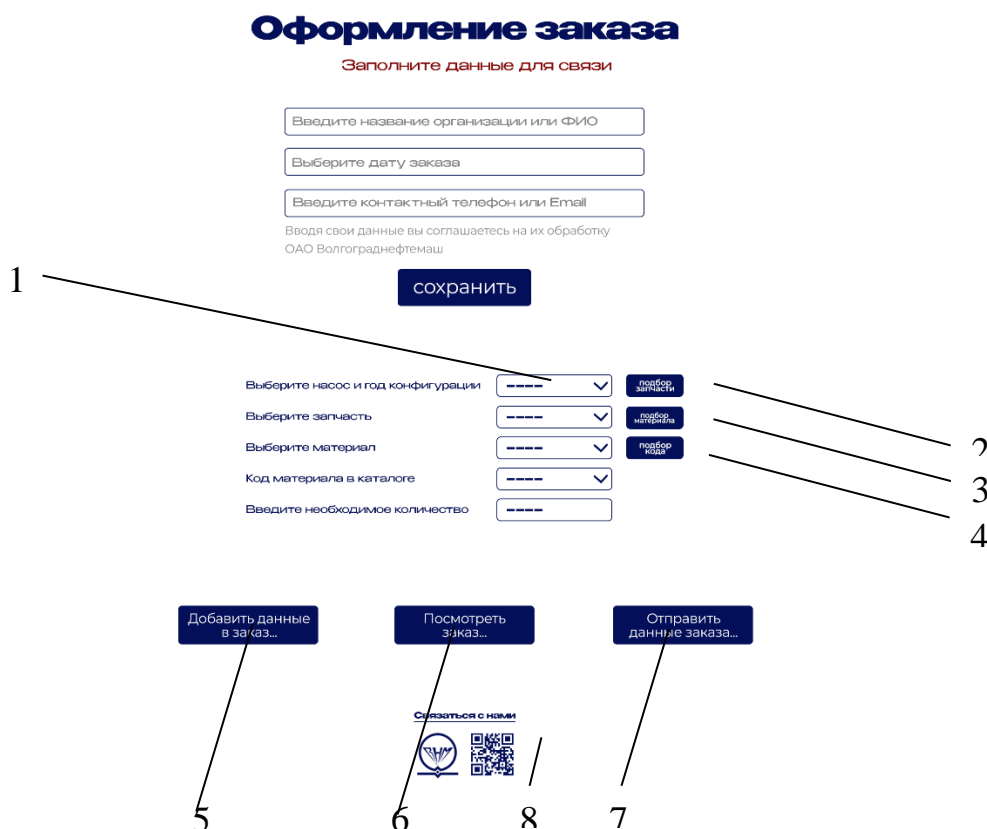 Оформление заказа
Заполните данные для связи
Введите название организации или ФИО
Выберите дату заказа
Введите контактный телефон или Email
Вводя свои данные вы соглашаетесь на их обработку
ОАО Волгограднефтемаш
1
сохранить
Выберите насос и год конфигурации
----
подбор
запчасти
Выберите запчасть
----
подбор
материала
2
Выберите материал
----
подбор
кода
Код материала в каталоге
----
3
Введите необходимое количество
----
4
Добавить данные
в заказ...
Посмотреть
заказ...
Отправить
данные заказа...
Связаться с нами
ВНМ
5
6
8
7